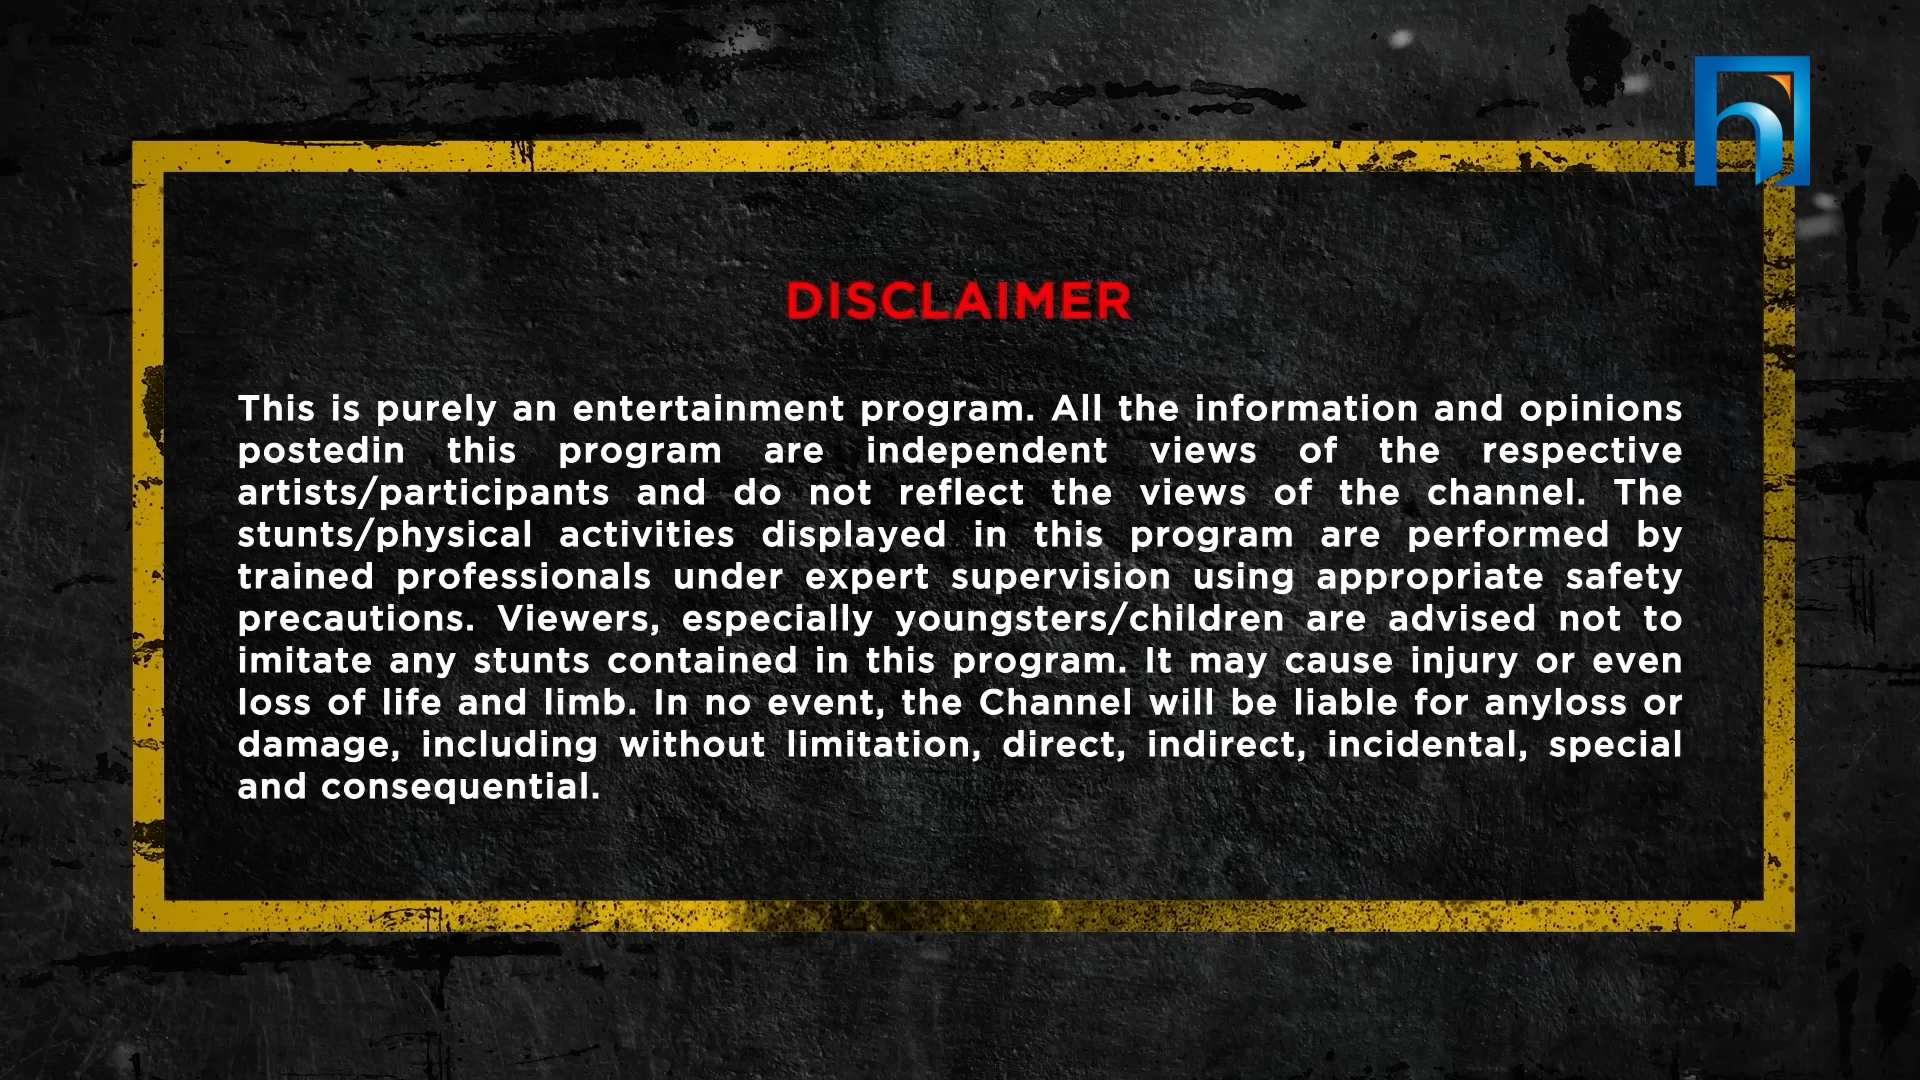 DISCLAIMER
This is purely an entertainment program. All the information and opinions
postedin this program are independent views of the respective
artists/participants and do not reflect the views of the channel. The
stunts/physical activities displayed in this program are performed by
trained professionals under expert supervision using appropriate safety
precautions. Viewers, especially youngsters/children are advised not to
imitate any stunts contained in this program. It may cause injury or even
loss of life and limb. In no event, the Channel will be liable for anyloss or
damage, including without limitation, direct, indirect, incidental, special
and consequential.